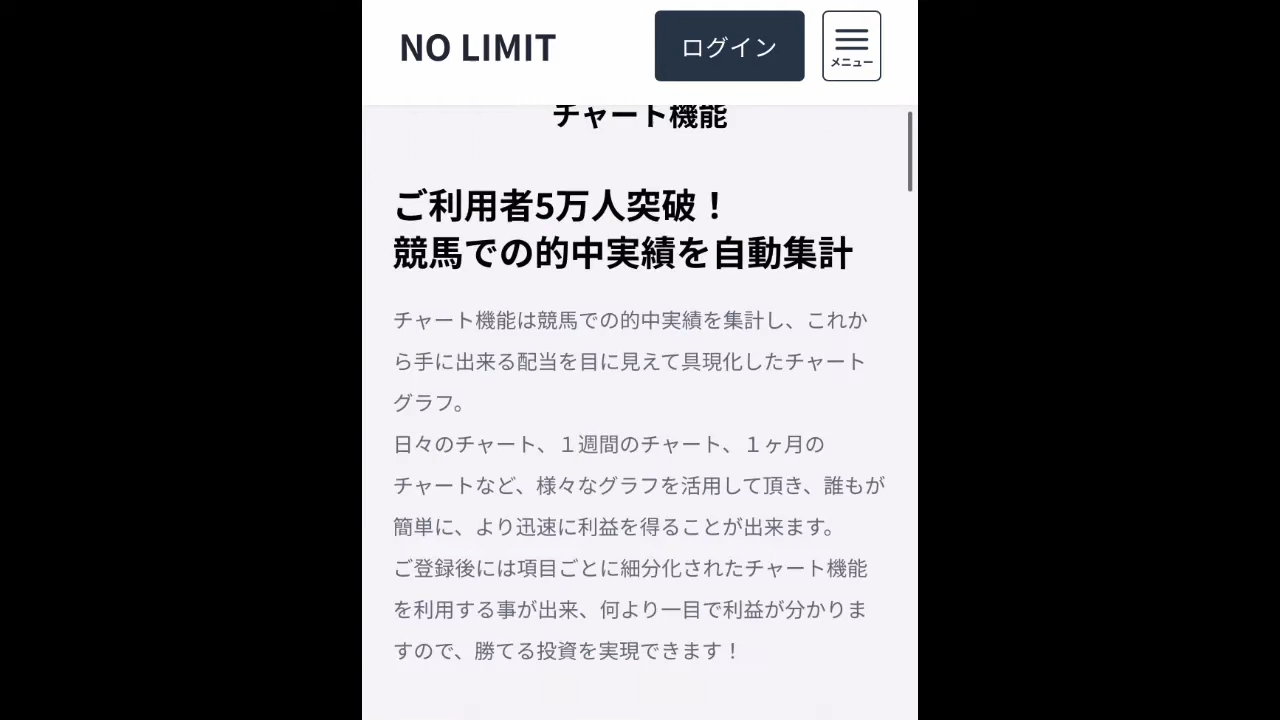 NO LIMIT
ログイン
メニュー
チャート機能
ご利用者5万人突破！
競馬での的中実績を自動集計
チャート機能は競馬での的中実績を集計し、これか
ら手に出来る配当を目に見えて具現化したチャート
グラフ。
日々のチャート、１週間のチャート、１ヶ月の
チャートなど、様々なグラフを活用して頂き、誰もが
簡単に、より迅速に利益を得ることが出来ます。
ご登録後には項目ごとに細分化されたチャート機能
を利用する事が出来、何より一目で利益が分かりま
すので、勝てる投資を実現できます！